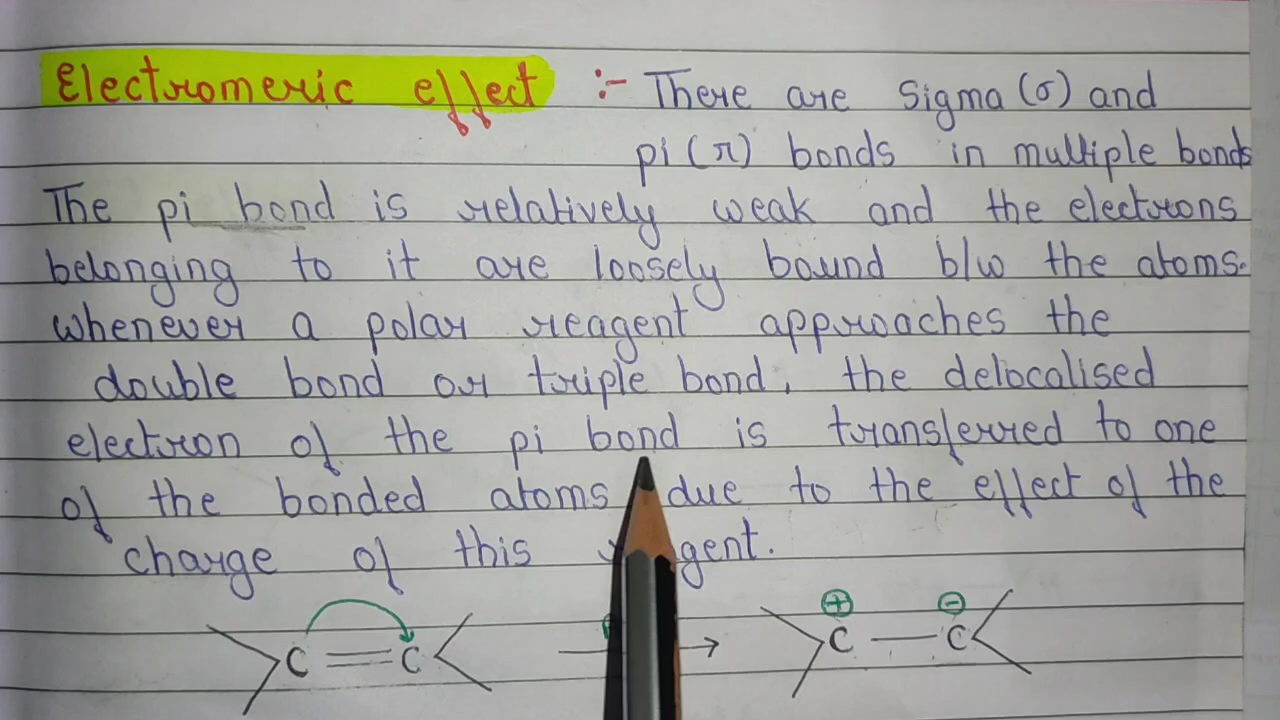 Electromeric effect :- There are Sigma (σ) and
pi (π) bonds in multiple bonds
The pi bond is relatively weak and the electrons
belonging to it are loosely bound b/w the atoms.
whenever a polar reagent approaches the
double bond or triple bond, the delocalised
electron of the pi bond is transferred to one
of the bonded atoms due to the effect of the
charge of this
C = C → C⊕ — C⊖